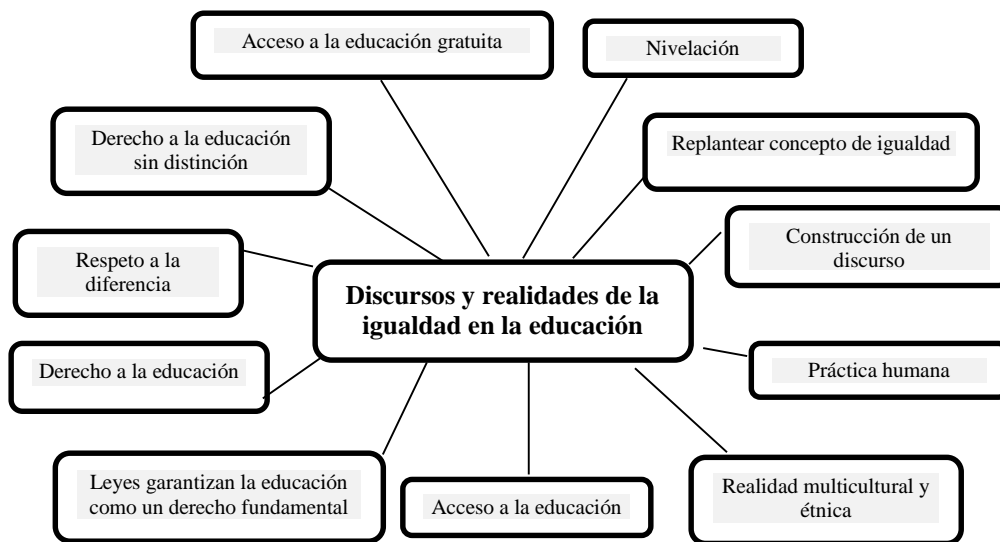 Acceso a la educación gratuita
Nivelación
Derecho a la educación
sin distinción
Replantear concepto de igualdad
Construcción de un
discurso
Respeto a la
diferencia
Discursos y realidades de la
igualdad en la educación
Derecho a la educación
Práctica humana
Leyes garantizan la educación
como un derecho fundamental
Acceso a la educación
Realidad multicultural y
étnica